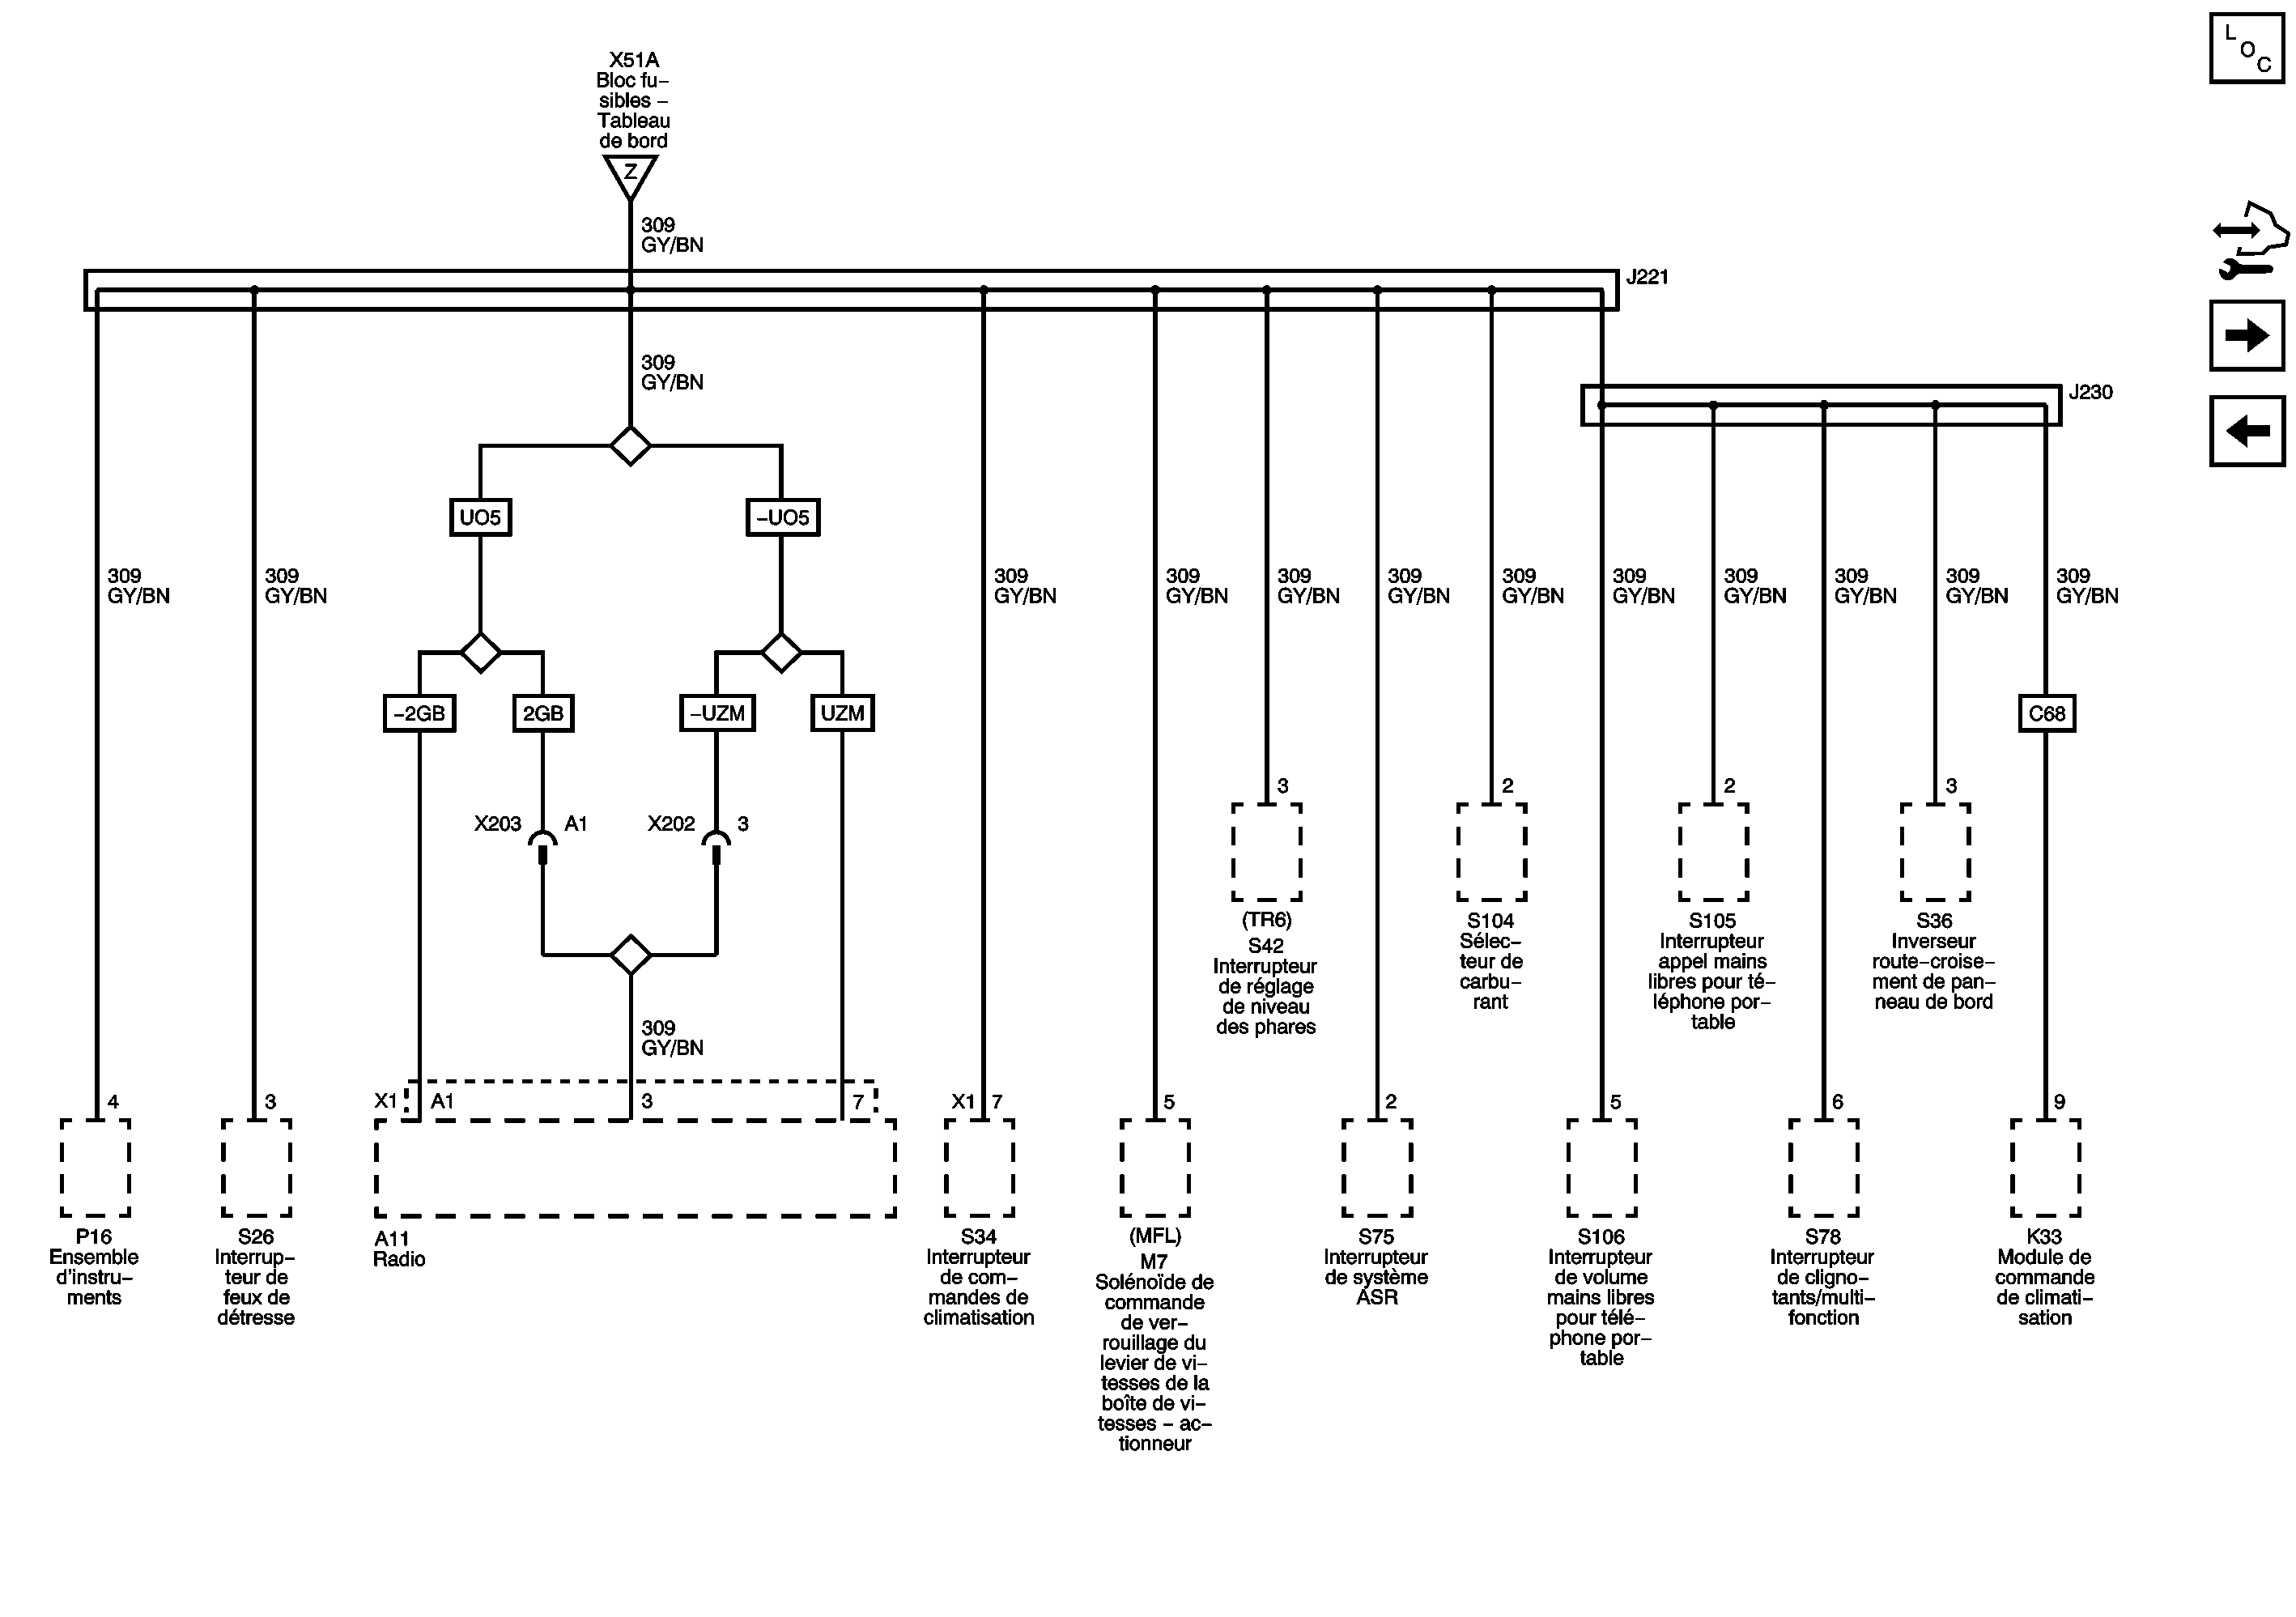 L
O
C
X51A
Bloc fu–
sibles –
Tableau
de bord
Z
309
GY/BN
J221
309
GY/BN
J230
UO5
–UO5
309
GY/BN
309
GY/BN
309
GY/BN
309
GY/BN
309
GY/BN
309
GY/BN
309
GY/BN
309
GY/BN
309
GY/BN
309
GY/BN
309
GY/BN
309
GY/BN
–2GB
2GB
–UZM
UZM
C68
3
2
2
3
X203 A1
X202 3
(TR6)
S42
Interrupteur
de réglage
de niveau
des phares
S104
Sélec–
teur de
carbu–
rant
S105
Interrupteur
appel mains
libres pour té–
léphone por–
table
S36
Inverseur
route–croise–
ment de pan–
neau de bord
309
GY/BN
4
3
X1 A1
3
7
X1 7
5
2
5
6
9
P16
Ensemble
d'instru–
ments
S26
Interrup–
teur de
feux de
détresse
A11
Radio
S34
Interrupteur
de com–
mandes de
climatisation
(MFL)
M7
Solénoïde de
commande
de ver–
rouillage du
levier de vi–
tesses de la
boîte de vi–
tesses – ac–
tionneur
S75
Interrupteur
de système
ASR
S106
Interrupteur
de volume
mains libres
pour télé–
phone por–
table
S78
Interrupteur
de cligno–
tants/multi–
fonction
K33
Module de
commande
de climati–
sation